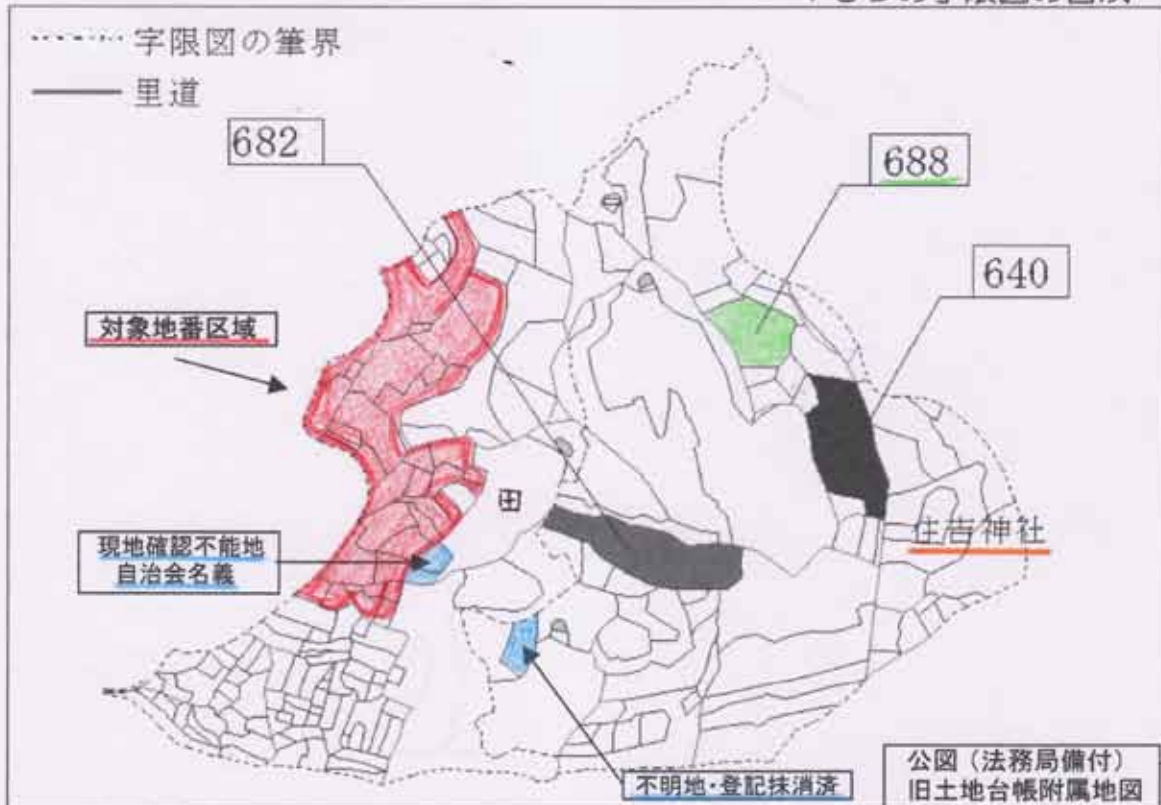 字限図の筆界
里道
682
688
640
対象地番区域
田
住吉神社
現地確認不能地
自治会名義
不明地・登記抹消済
公図(法務局備付)
旧土地台帳附属地図